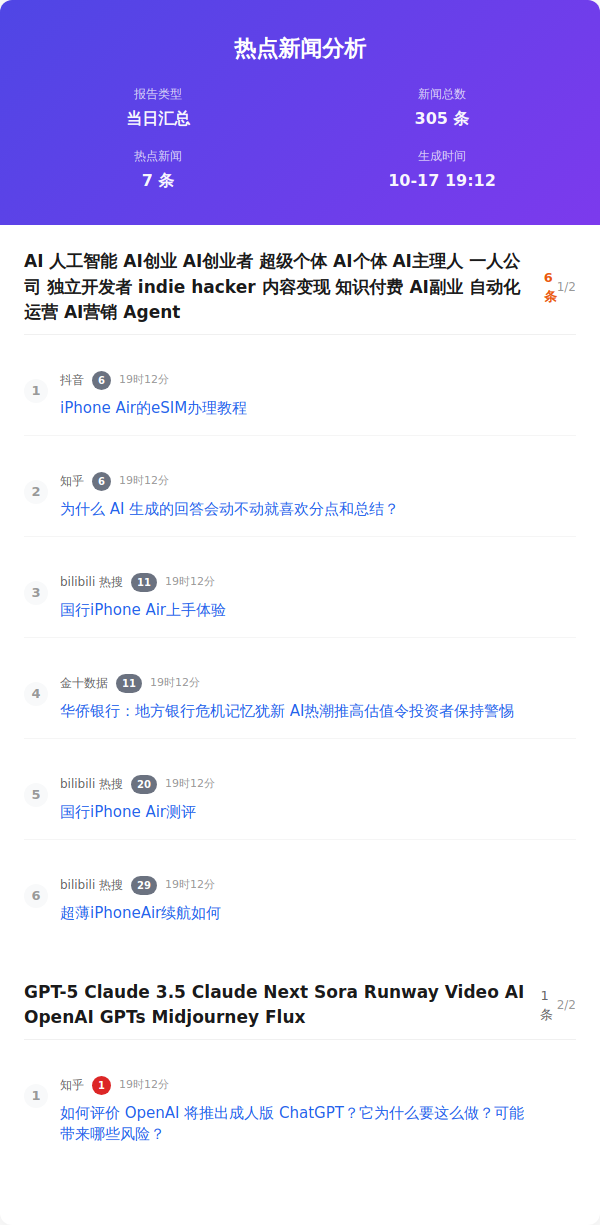 热点新闻分析
报告类型
当日汇总
新闻总数
305 条
热点新闻
7 条
生成时间
10-17 19:12
AI 人工智能 AI创业 AI创业者 超级个体 AI个体 AI主理人 一人公
司 独立开发者 indie hacker 内容变现 知识付费 AI副业 自动化
运营 AI营销 Agent
6
条
1/2
1
抖音 6 19时12分
iPhone Air的eSIM办理教程
2
知乎 6 19时12分
为什么 AI 生成的回答会动不动就喜欢分点和总结？
3
bilibili 热搜 11 19时12分
国行iPhone Air上手体验
4
金十数据 11 19时12分
华侨银行：地方银行危机记忆犹新 AI热潮推高估值令投资者保持警惕
5
bilibili 热搜 20 19时12分
国行iPhone Air测评
6
bilibili 热搜 29 19时12分
超薄iPhoneAir续航如何
GPT-5 Claude 3.5 Claude Next Sora Runway Video AI
OpenAI GPTs Midjourney Flux
1
条
2/2
1
知乎 1 19时12分
如何评价 OpenAI 将推出成人版 ChatGPT？它为什么要这么做？可能
带来哪些风险？